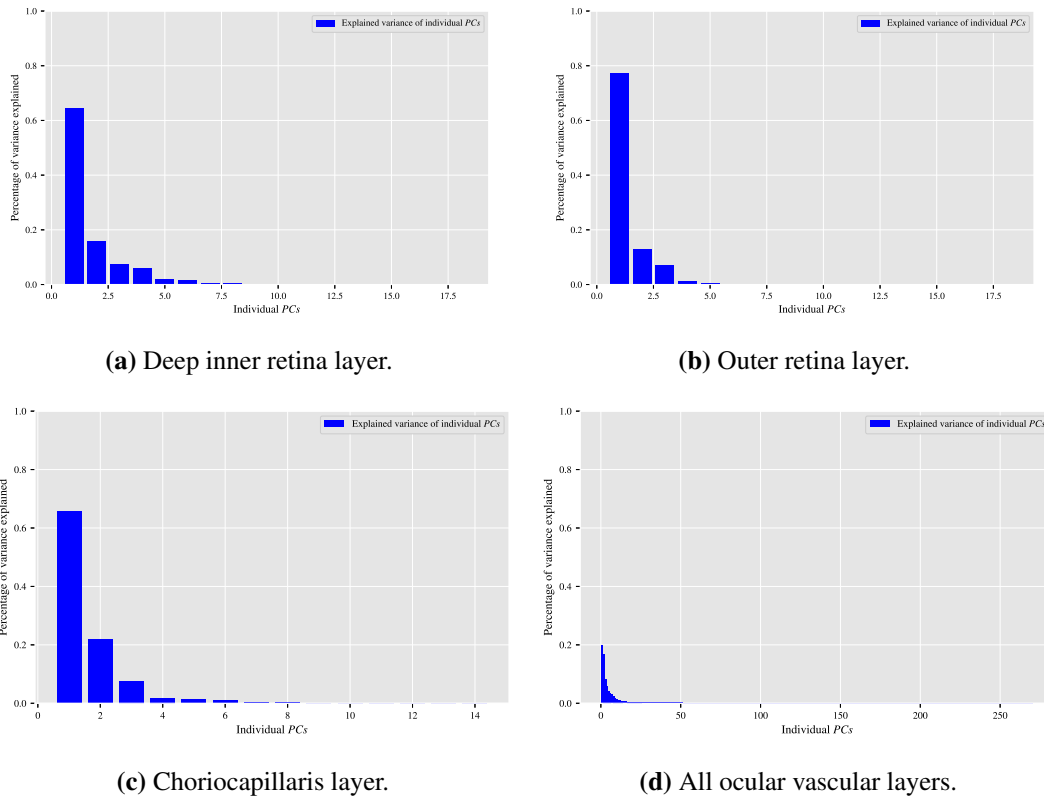 Explained variance of individual PCs
Percentage of variance explained
1.0
0.8
0.6
0.4
0.2
0.0
0.0 2.5 5.0 7.5 10.0 12.5 15.0 17.5
Individual PCs
(a) Deep inner retina layer.
Explained variance of individual PCs
Percentage of variance explained
1.0
0.8
0.6
0.4
0.2
0.0
0.0 2.5 5.0 7.5 10.0 12.5 15.0 17.5
Individual PCs
(b) Outer retina layer.
Explained variance of individual PCs
Percentage of variance explained
1.0
0.8
0.6
0.4
0.2
0.0
0 2 4 6 8 10 12 14
Individual PCs
(c) Choriocapillaris layer.
Explained variance of individual PCs
Percentage of variance explained
1.0
0.8
0.6
0.4
0.2
0.0
0 50 100 150 200 250
Individual PCs
(d) All ocular vascular layers.